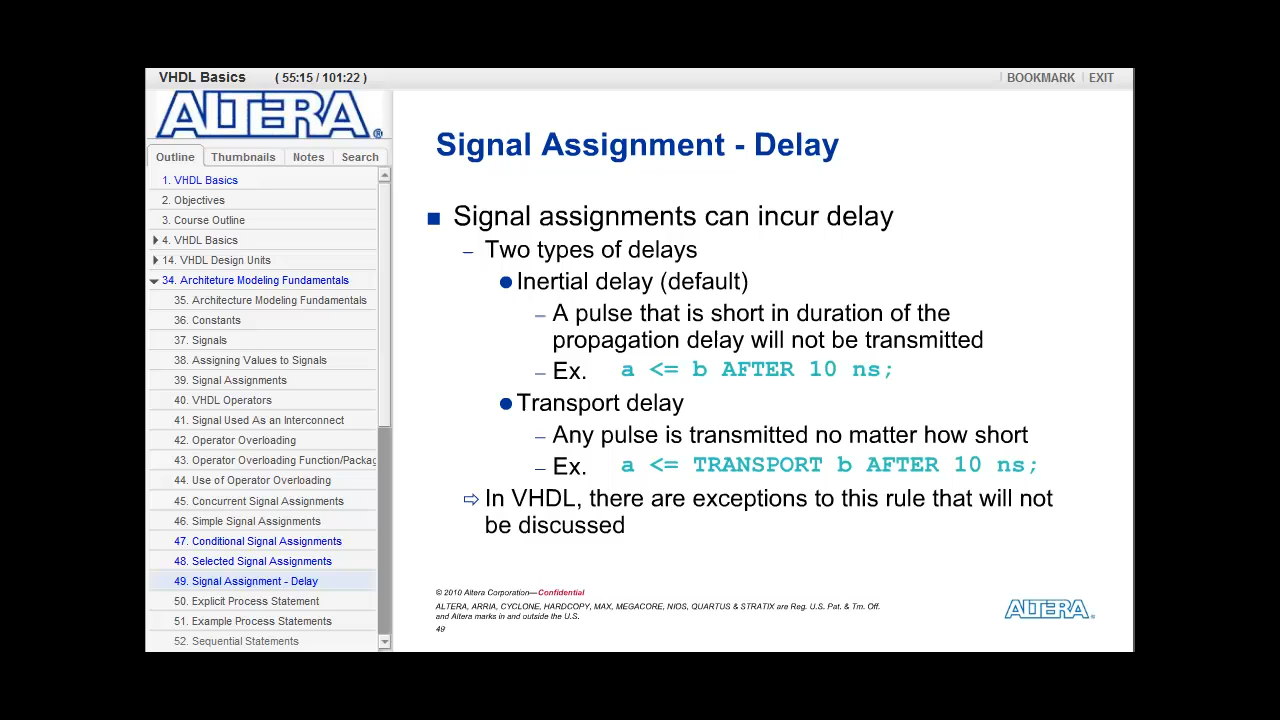 VHDL Basics ( 55:15 / 101:22 )
BOOKMARK EXIT
ALTERA®
Outline Thumbnails Notes Search
1. VHDL Basics
2. Objectives
3. Course Outline
4. VHDL Basics
14. VHDL Design Units
34. Architeture Modeling Fundamentals
35. Architecture Modeling Fundamentals
36. Constants
37. Signals
38. Assigning Values to Signals
39. Signal Assignments
40. VHDL Operators
41. Signal Used As an Interconnect
42. Operator Overloading
43. Operator Overloading Function/Packag
44. Use of Operator Overloading
45. Concurrent Signal Assignments
46. Simple Signal Assignments
47. Conditional Signal Assignments
48. Selected Signal Assignments
49. Signal Assignment - Delay
50. Explicit Process Statement
51. Example Process Statements
52. Sequential Statements
Signal Assignment - Delay
■ Signal assignments can incur delay
– Two types of delays
● Inertial delay (default)
– A pulse that is short in duration of the
propagation delay will not be transmitted
– Ex. a <= b AFTER 10 ns;
● Transport delay
– Any pulse is transmitted no matter how short
– Ex. a <= TRANSPORT b AFTER 10 ns;
⇨ In VHDL, there are exceptions to this rule that will not
be discussed
© 2010 Altera Corporation—Confidential
ALTERA, ARRIA, CYCLONE, HARDCOPY, MAX, MEGACORE, NIOS, QUARTUS & STRATIX are Reg. U.S. Pat. & Tm. Off.
and Altera marks in and outside the U.S.
49
ALTERA